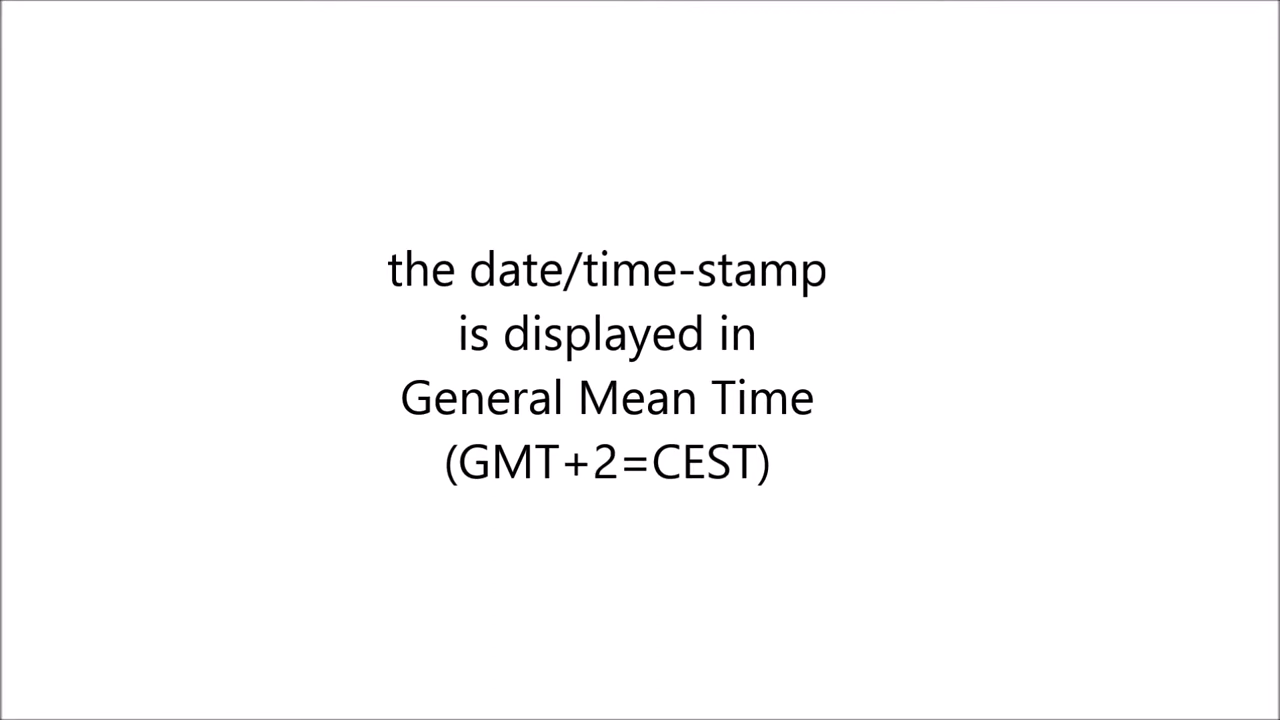 the date/time-stamp
is displayed in
General Mean Time
(GMT+2=CEST)